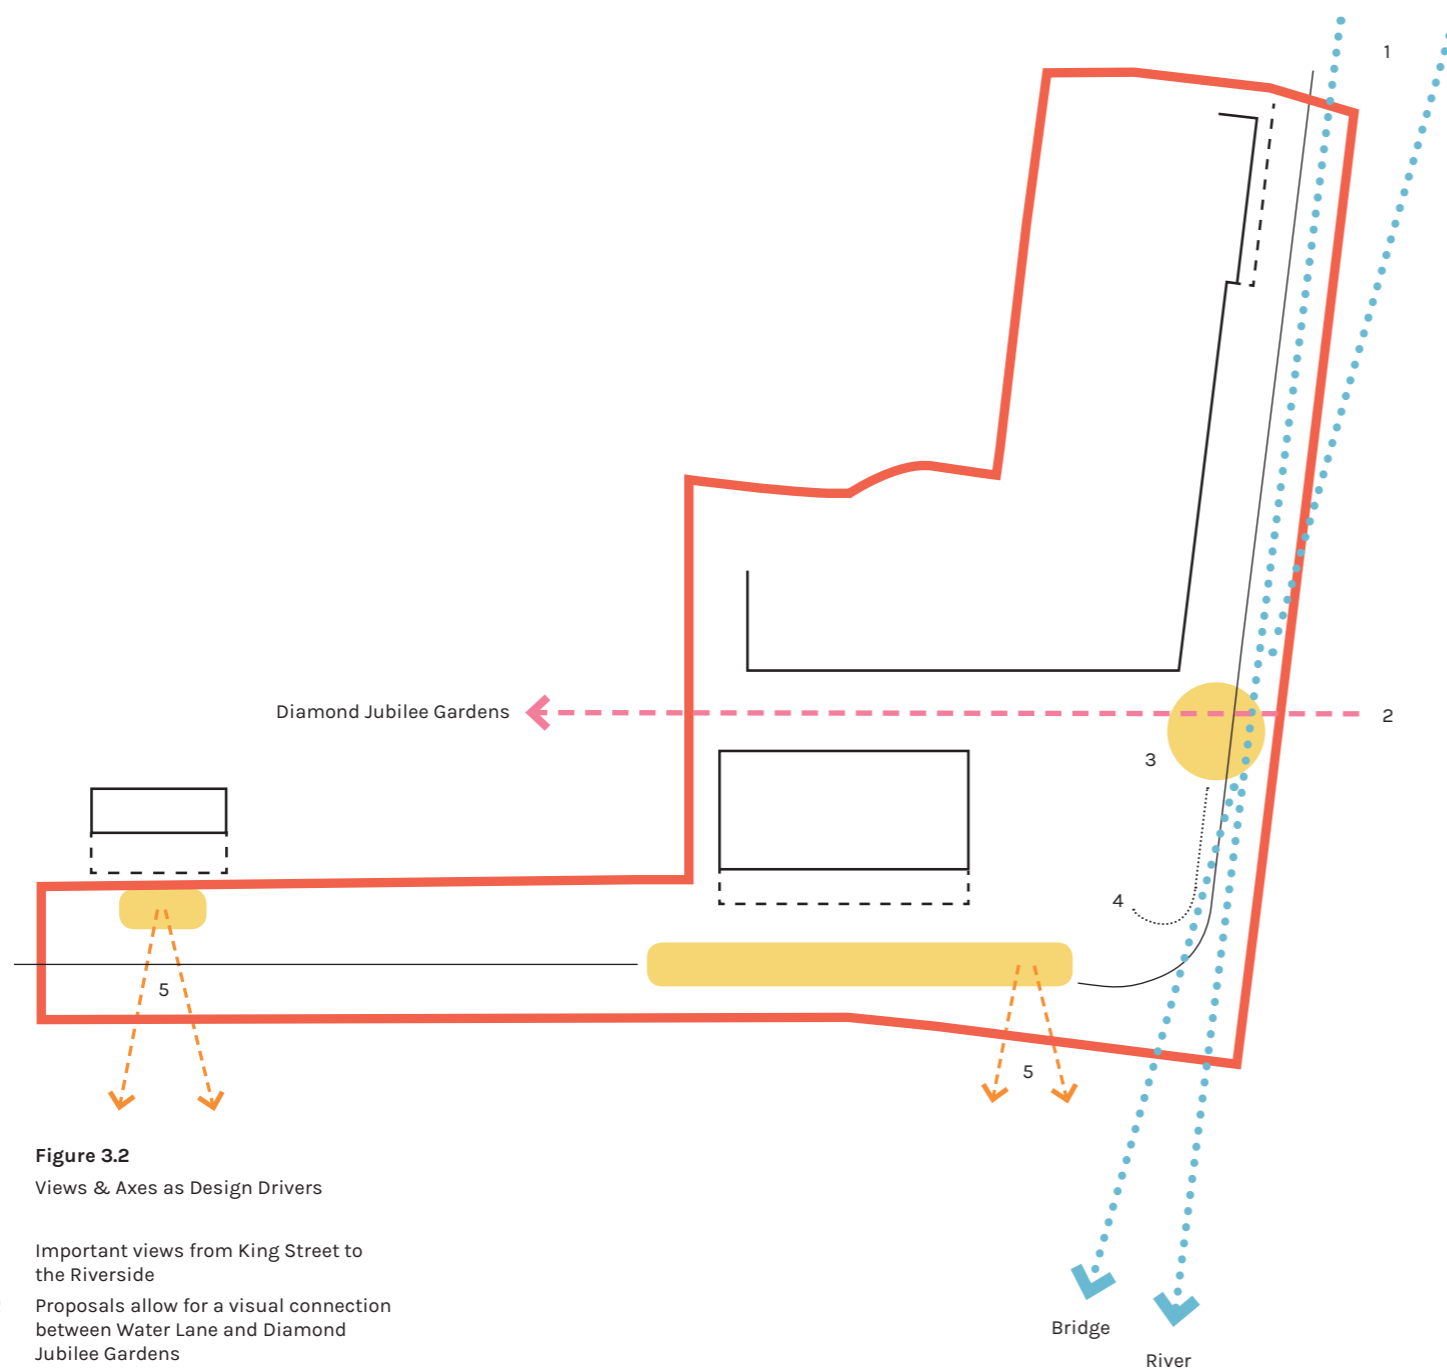 1
Diamond Jubilee Gardens
2
3
4
5
5
Figure 3.2
Views & Axes as Design Drivers
Important views from King Street to
the Riverside
Proposals allow for a visual connection
between Water Lane and Diamond
Jubilee Gardens
Bridge
River